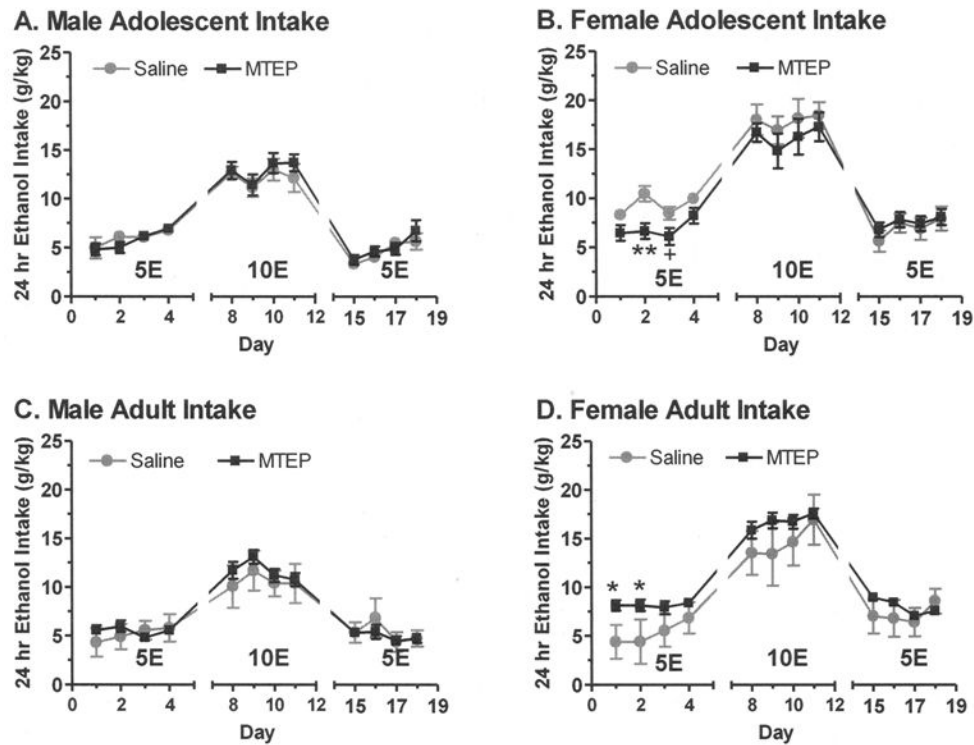 A. Male Adolescent Intake
24 hr Ethanol Intake (g/kg)
25
20
15
10
5
0
Saline MTEP
5E 10E 5E
0 2 4 8 10 12 15 17 19
Day
B. Female Adolescent Intake
24 hr Ethanol Intake (g/kg)
25
20
15
10
5
0
Saline MTEP
** +
5E 10E 5E
0 2 4 8 10 12 15 17 19
Day
C. Male Adult Intake
24 hr Ethanol Intake (g/kg)
25
20
15
10
5
0
Saline MTEP
5E 10E 5E
0 2 4 8 10 12 15 17 19
Day
D. Female Adult Intake
24 hr Ethanol Intake (g/kg)
25
20
15
10
5
0
Saline MTEP
* *
5E 10E 5E
0 2 4 8 10 12 15 17 19
Day